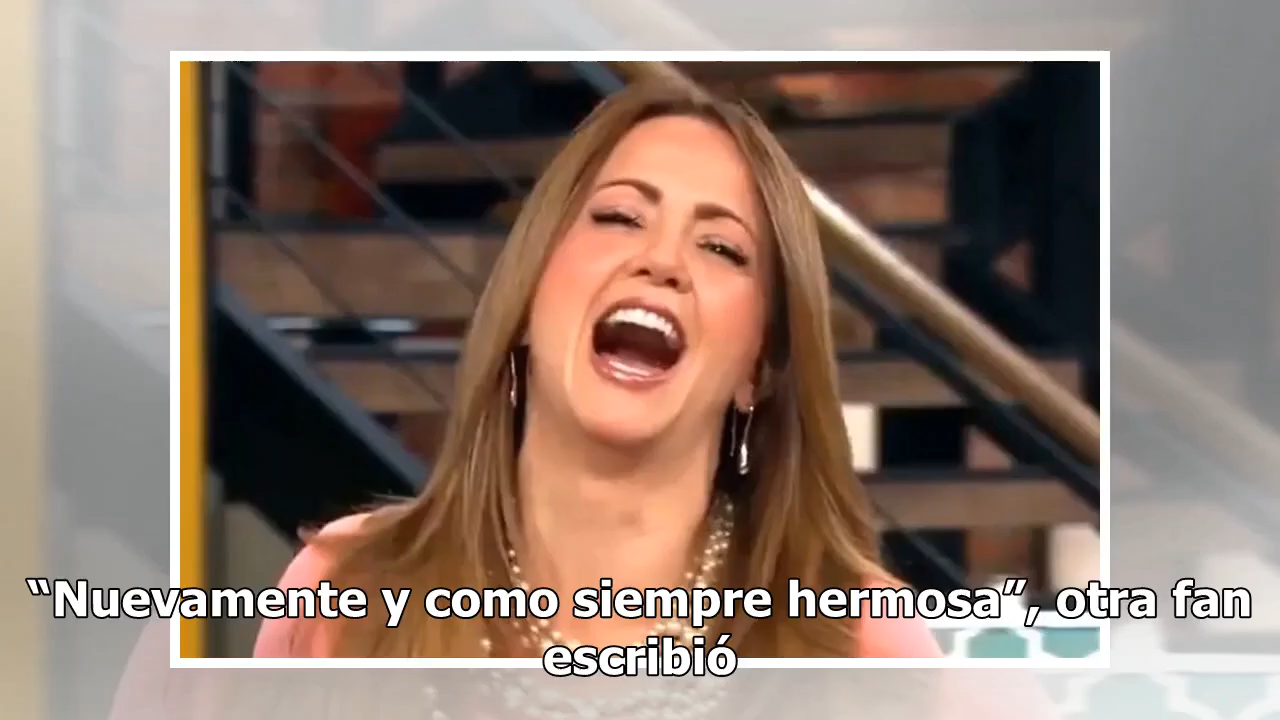 “Nuevamente y como siempre hermosa”, otra fan
escribió